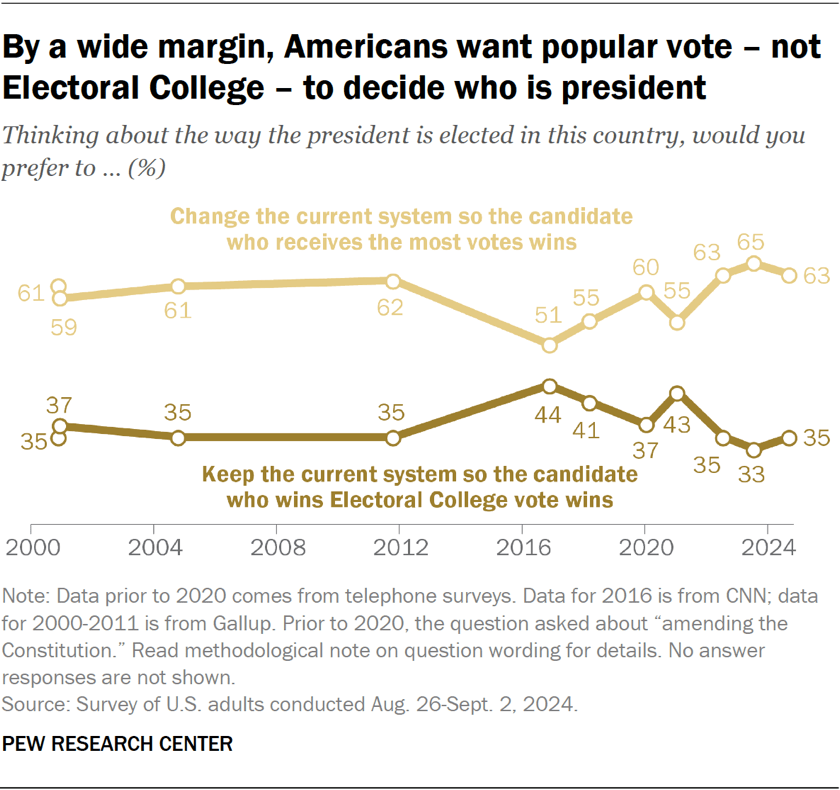 By a wide margin, Americans want popular vote – not
Electoral College – to decide who is president
Thinking about the way the president is elected in this country, would you
prefer to ... (%)
Change the current system so the candidate
who receives the most votes wins
61
59
61
62
51
55
60
55
63
65
63
37
35
35
35
44
41
37
43
35
33
35
Keep the current system so the candidate
who wins Electoral College vote wins
2000 2004 2008 2012 2016 2020 2024
Note: Data prior to 2020 comes from telephone surveys. Data for 2016 is from CNN; data
for 2000-2011 is from Gallup. Prior to 2020, the question asked about “amending the
Constitution.” Read methodological note on question wording for details. No answer
responses are not shown.
Source: Survey of U.S. adults conducted Aug. 26-Sept. 2, 2024.
PEW RESEARCH CENTER